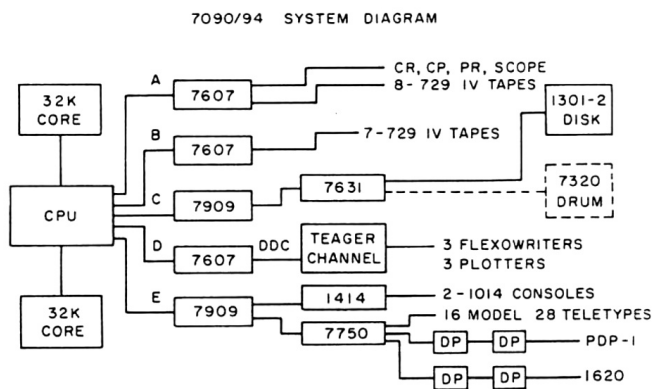 7090/94 SYSTEM DIAGRAM
A
CR, CP, PR, SCOPE
8-729 IV TAPES
32K
CORE
7607
1301-2
DISK
B
7607
7-729 IV TAPES
CPU
C
7909
7631
7320
DRUM
D
7607
DDC
TEAGER
CHANNEL
3 FLEXOWRITERS
3 PLOTTERS
32K
CORE
E
7909
1414
2-1014 CONSOLES
16 MODEL 28 TELETYPES
7750
DP
DP
PDP-1
DP
DP
1620